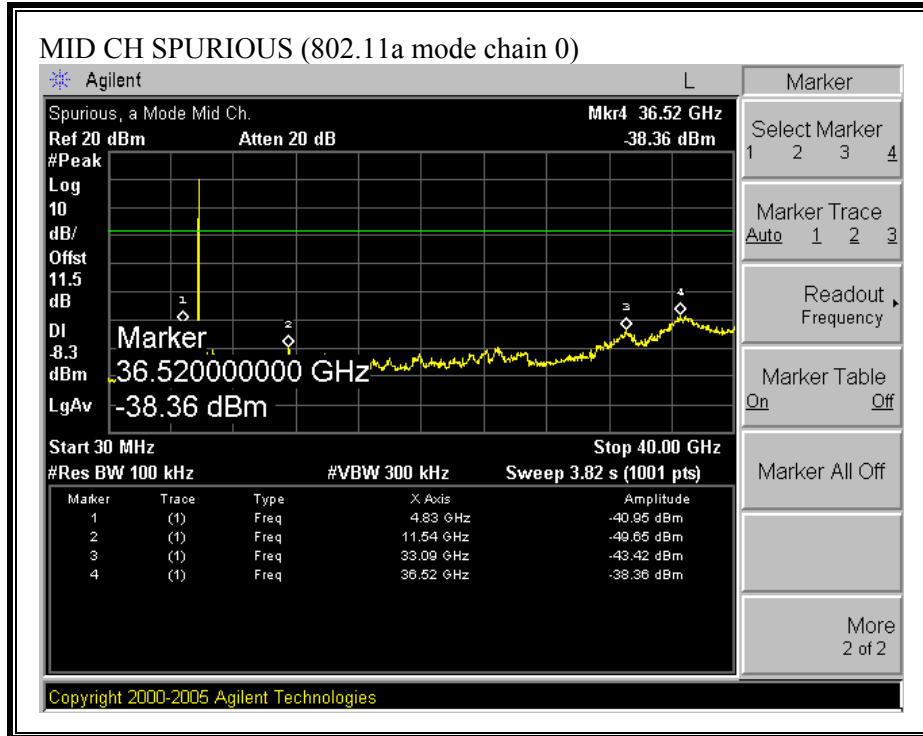 MID CH SPURIOUS (802.11a mode chain 0)
Agilent L
Spurious, a Mode Mid Ch. Mkr4 36.52 GHz
Ref 20 dBm Atten 20 dB -38.36 dBm
#Peak
Log
10
dB/
Offst
11.5
dB
DI
-8.3
dBm
LgAv
1
2
3
4
Marker
36.520000000 GHz
-38.36 dBm
Start 30 MHz Stop 40.00 GHz
#Res BW 100 kHz #VBW 300 kHz Sweep 3.82 s (1001 pts)
Marker Trace Type X Axis Amplitude
1 (1) Freq 4.83 GHz -40.95 dBm
2 (1) Freq 11.54 GHz -49.65 dBm
3 (1) Freq 33.09 GHz -43.42 dBm
4 (1) Freq 36.52 GHz -38.36 dBm
Copyright 2000-2005 Agilent Technologies
Marker
Select Marker
1 2 3 4
Marker Trace
Auto 1 2 3
Readout
Frequency
Marker Table
On Off
Marker All Off
More
2 of 2